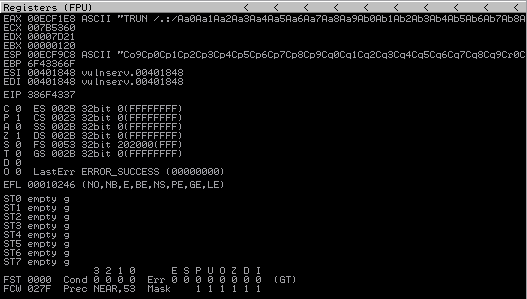 Registers (FPU) < < < < < < < <
EAX 00ECF1E8 ASCII "TRUN /.:/Aa0Aa1Aa2Aa3Aa4Aa5Aa6Aa7Aa8Aa9Ab0Ab1Ab2Ab3Ab4Ab5Ab6Ab7Ab8A
ECX 007B5360
EDX 00007D21
EBX 00000120
ESP 00ECF9C8 ASCII "Co9Cp0Cp1Cp2Cp3Cp4Cp5Cp6Cp7Cp8Cp9Cq0Cq1Cq2Cq3Cq4Cq5Cq6Cq7Cq8Cq9Cr0C
EBP 6F43366F
ESI 00401848 vulnserv.00401848
EDI 00401848 vulnserv.00401848
EIP 386F4337
C 0 ES 002B 32bit 0(FFFFFFFF)
P 1 CS 0023 32bit 0(FFFFFFFF)
A 0 SS 002B 32bit 0(FFFFFFFF)
Z 1 DS 002B 32bit 0(FFFFFFFF)
S 0 FS 0053 32bit 202000(FFF)
T 0 GS 002B 32bit 0(FFFFFFFF)
D 0
O 0 LastErr ERROR_SUCCESS (00000000)
EFL 00010246 (NO,NB,E,BE,NS,PE,GE,LE)
ST0 empty g
ST1 empty g
ST2 empty g
ST3 empty g
ST4 empty g
ST5 empty g
ST6 empty g
ST7 empty g
3 2 1 0 E S P U O Z D I
FST 0000 Cond 0 0 0 0 Err 0 0 0 0 0 0 0 0 (GT)
FCW 027F Prec NEAR,53 Mask 1 1 1 1 1 1